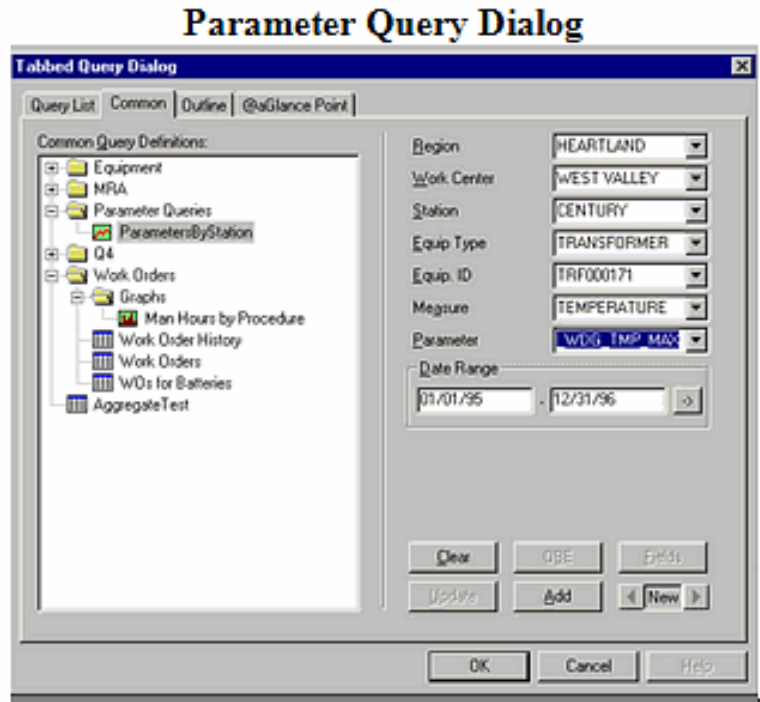 Parameter Query Dialog
Tabbed Query Dialog
Query List Common Outline @aGlance Point
Common Query Definitions:
Equipment
MRA
Parameter Queries
ParametersByStation
Q4
Work Orders
Graphs
Man Hours by Procedure
Work Order History
Work Orders
WOs for Batteries
AggregateTest
Region HEARTLAND
Work Center WEST VALLEY
Station CENTURY
Equip Type TRANSFORMER
Equip. ID TRF000171
Measure TEMPERATURE
Parameter _WDG_TMP_MAX
Date Range
01/01/95 - 12/31/96
Clear QBE Fields
Update Add New
OK Cancel Help